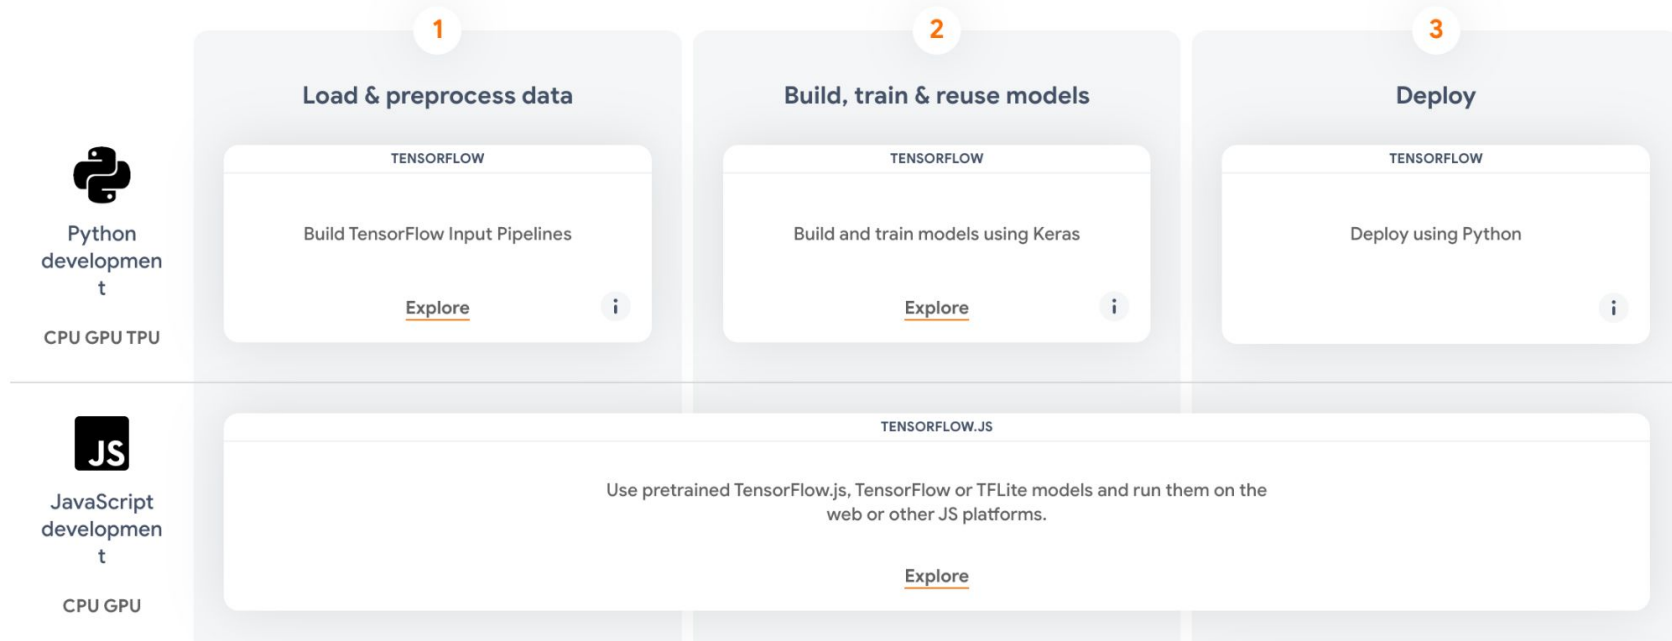 1
2
3
Load & preprocess data
Build, train & reuse models
Deploy
Python
developmen
t
CPU GPU TPU
TENSORFLOW
Build TensorFlow Input Pipelines
Explore
i
TENSORFLOW
Build and train models using Keras
Explore
i
TENSORFLOW
Deploy using Python
i
JS
JavaScript
developmen
t
CPU GPU
TENSORFLOW.JS
Use pretrained TensorFlow.js, TensorFlow or TFLite models and run them on the
web or other JS platforms.
Explore